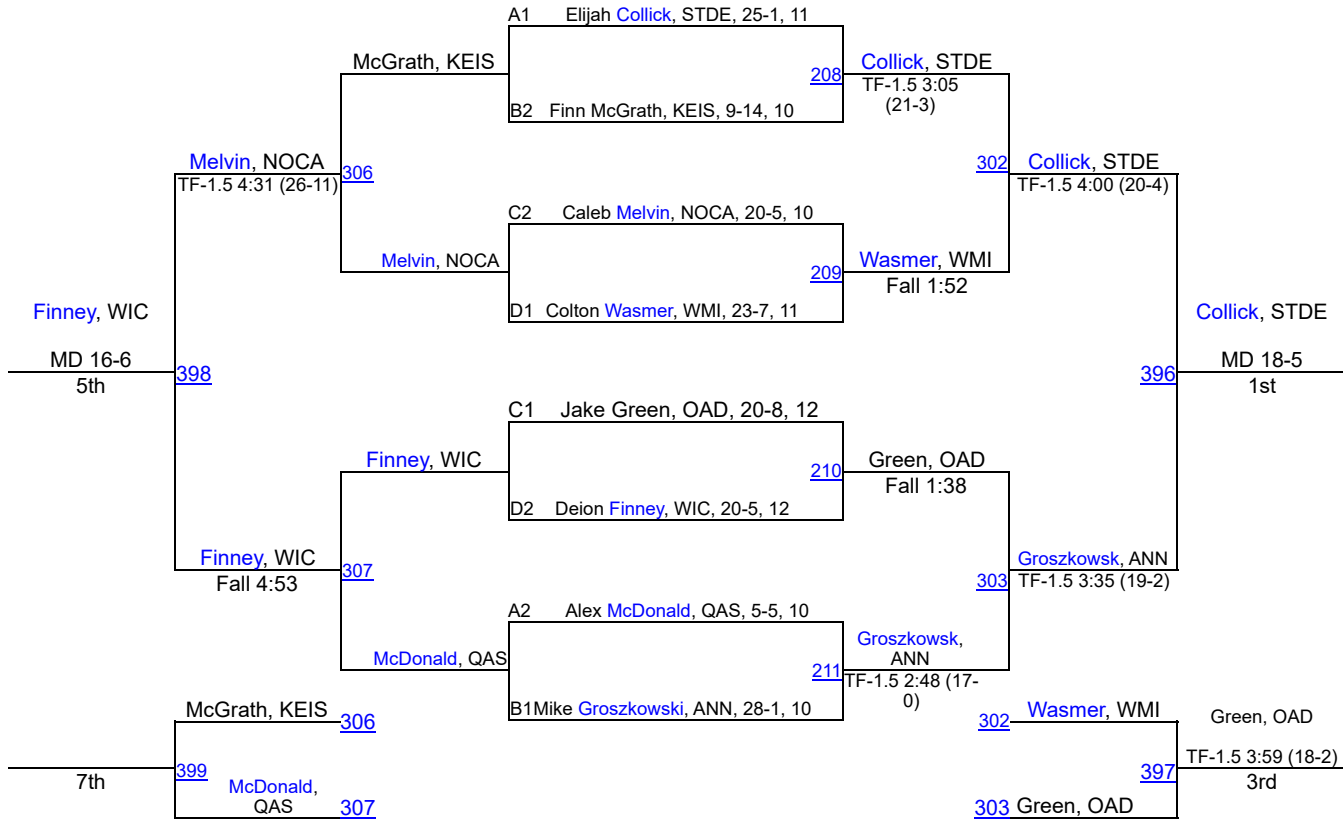 A1 Elijah Collick, STDE, 25-1, 11
McGrath, KEIS
208
Collick, STDE
TF-1.5 3:05
(21-3)
B2 Finn McGrath, KEIS, 9-14, 10
Melvin, NOCA
TF-1.5 4:31 (26-11)
306
302
Collick, STDE
TF-1.5 4:00 (20-4)
C2 Caleb Melvin, NOCA, 20-5, 10
Melvin, NOCA
209
Wasmer, WMI
Fall 1:52
D1 Colton Wasmer, WMI, 23-7, 11
Finney, WIC
MD 16-6
5th
398
396
Collick, STDE
MD 18-5
1st
C1 Jake Green, OAD, 20-8, 12
Finney, WIC
210
Green, OAD
Fall 1:38
D2 Deion Finney, WIC, 20-5, 12
Finney, WIC
Fall 4:53
307
303
Groszkowsk, ANN
TF-1.5 3:35 (19-2)
A2 Alex McDonald, QAS, 5-5, 10
McDonald, QAS
211
Groszkowsk,
ANN
TF-1.5 2:48 (17-
0)
B1Mike Groszkowski, ANN, 28-1, 10
McGrath, KEIS
306
302
Wasmer, WMI
Green, OAD
7th
399
397
TF-1.5 3:59 (18-2)
3rd
McDonald,
QAS
307
303
Green, OAD